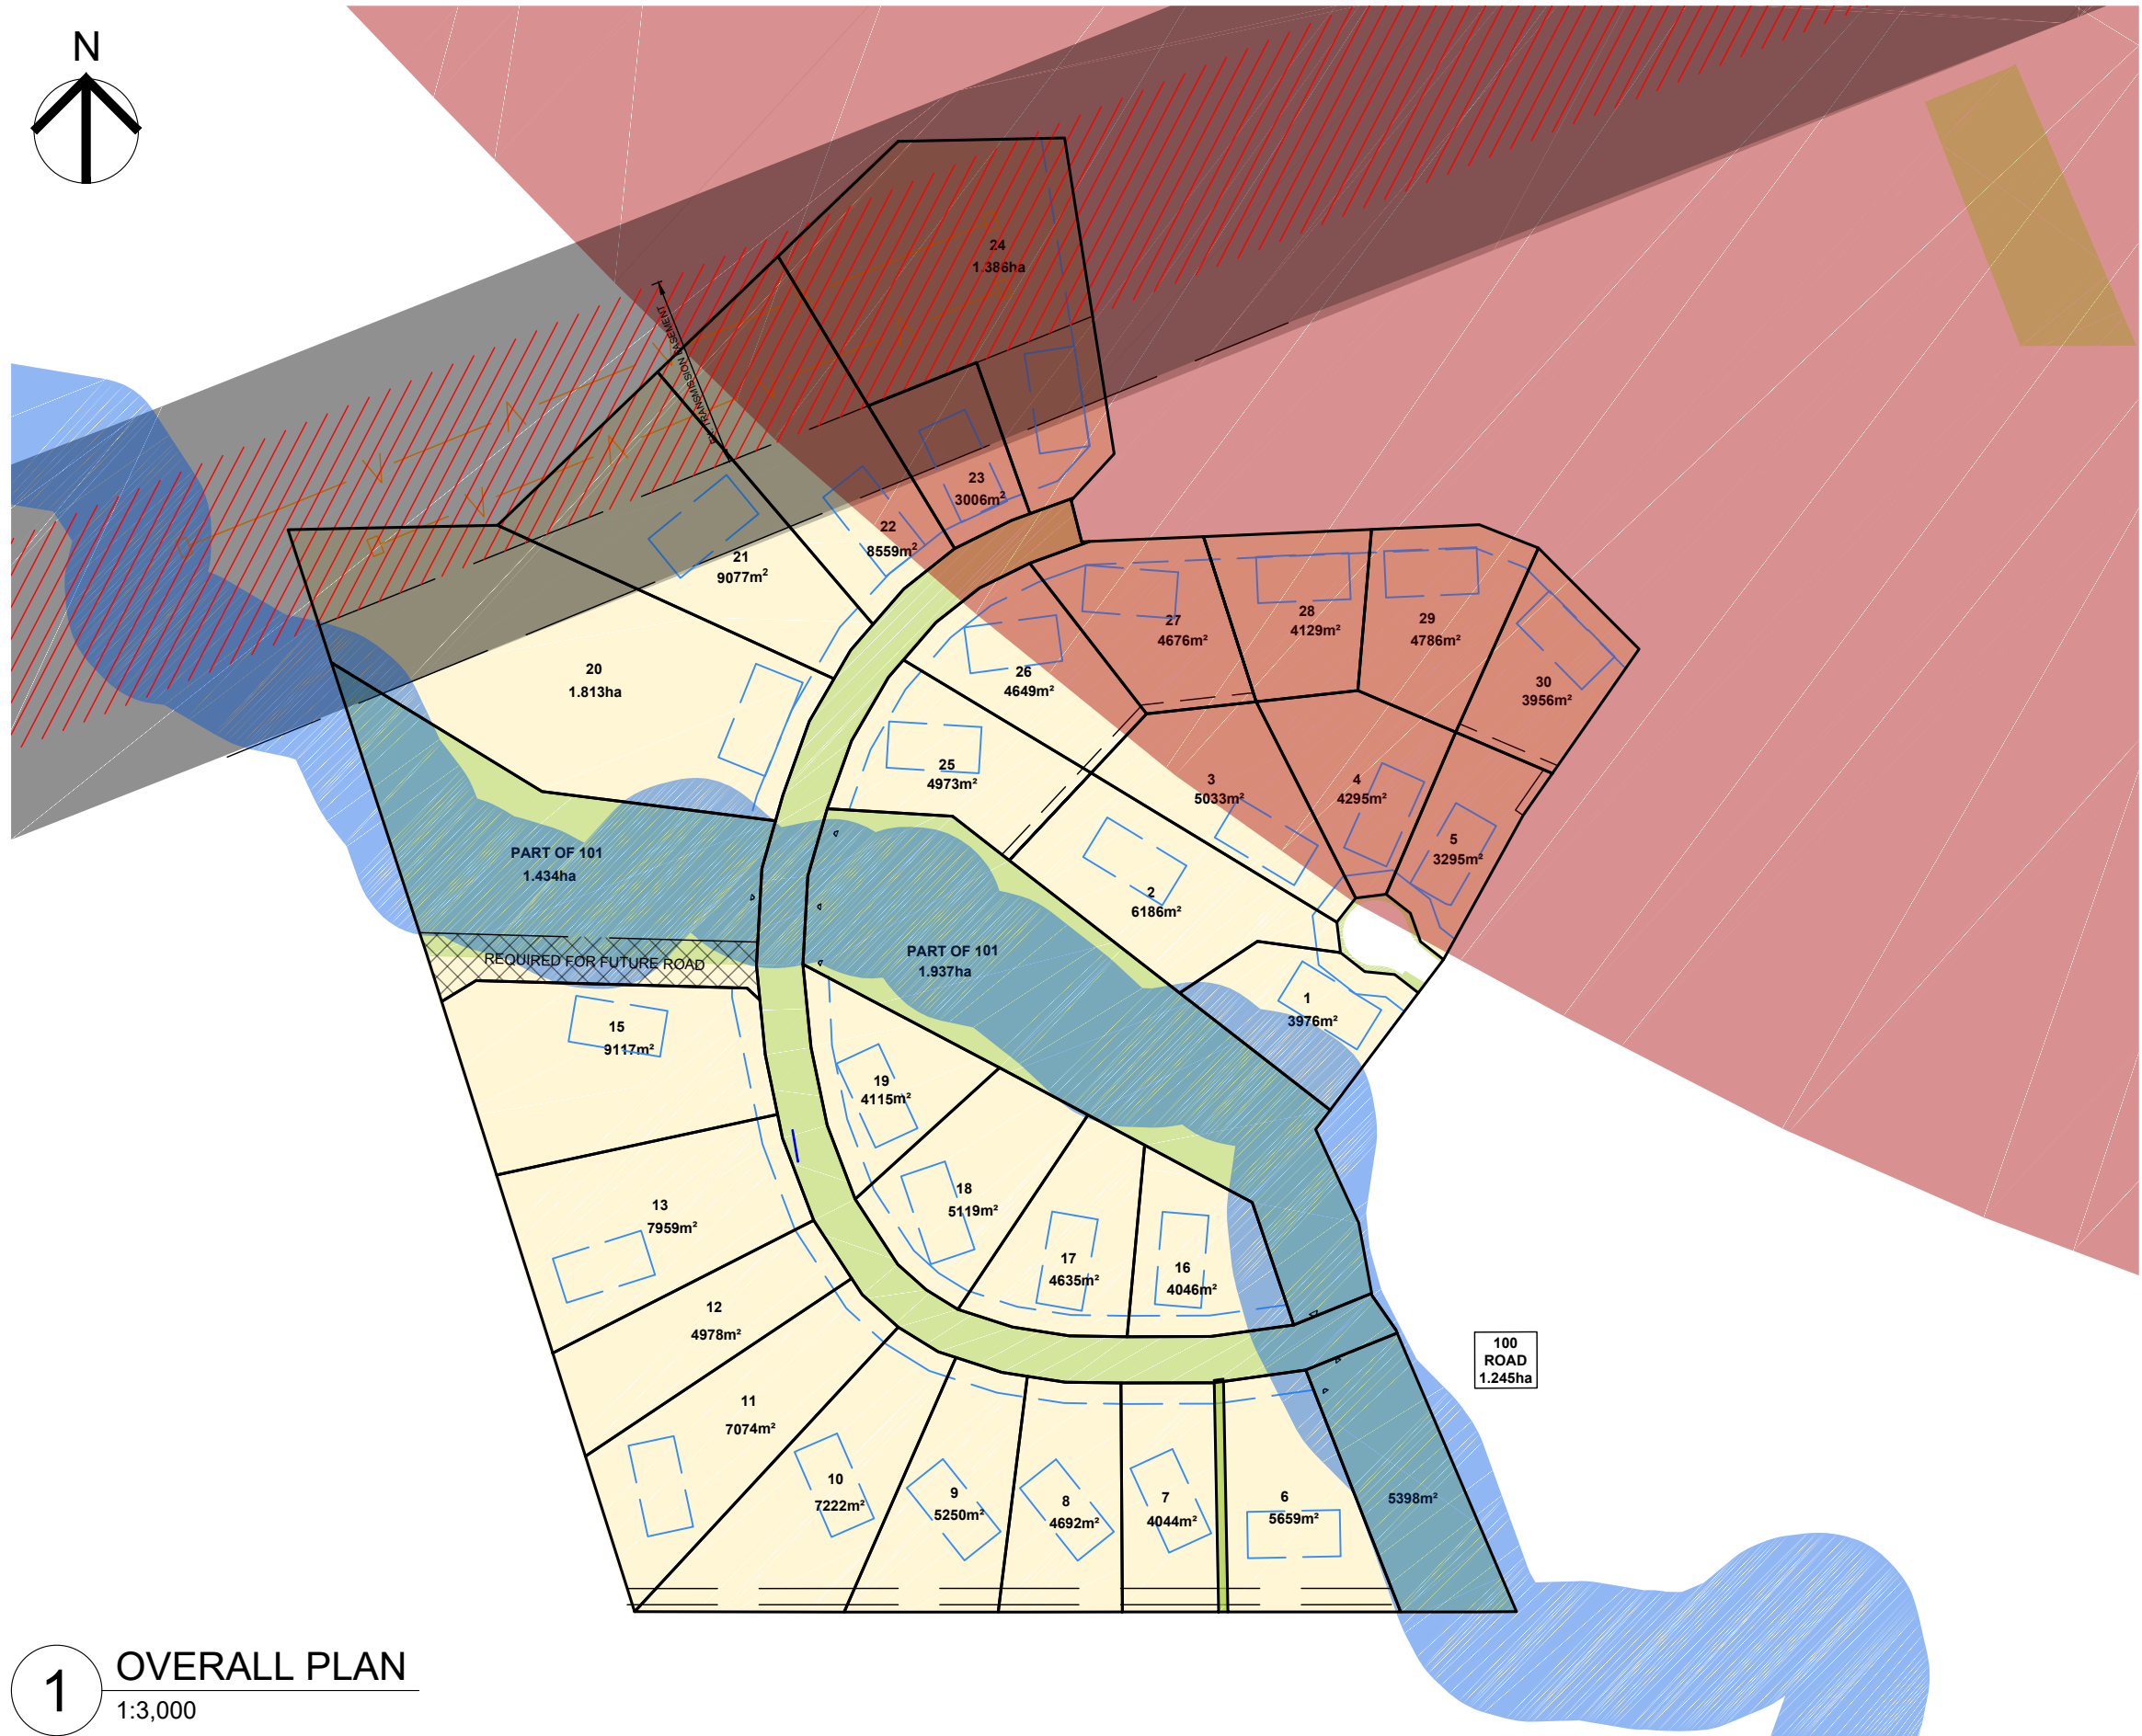 N
24
1.386ha
EX. TRANSMISSION EASEMENT
23
3006m²
22
8559m²
21
9077m²
20
1.813ha
27
4676m²
28
4129m²
29
4786m²
30
3956m²
26
4649m²
25
4973m²
3
5033m²
4
4295m²
5
3295m²
2
6186m²
PART OF 101
1.434ha
PART OF 101
1.937ha
REQUIRED FOR FUTURE ROAD
1
3976m²
15
9117m²
19
4115m²
18
5119m²
13
7959m²
17
4635m²
16
4046m²
12
4978m²
100
ROAD
1.245ha
11
7074m²
10
7222m²
9
5250m²
8
4692m²
7
4044m²
6
5659m²
5398m²
1
OVERALL PLAN
1:3,000